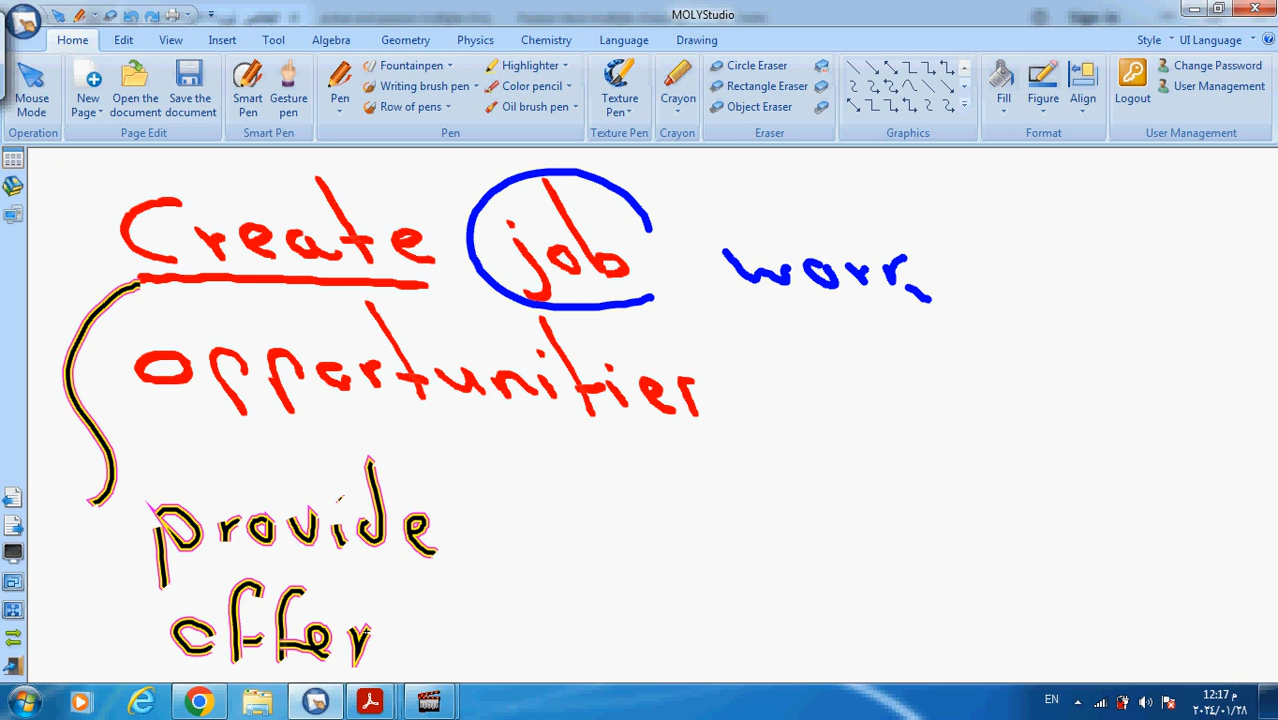 MOLYStudio
Home Edit View Insert Tool Algebra Geometry Physics Chemistry Language Drawing Style UI Language
Mouse Mode
New Page
Open the document
Save the document
Smart Pen
Gesture pen
Pen
Fountainpen
Writing brush pen
Row of pens
Highlighter
Color pencil
Oil brush pen
Texture Pen
Crayon
Circle Eraser
Rectangle Eraser
Object Eraser
Fill
Figure
Align
Logout
Change Password
User Management
Operation Page Edit Smart Pen Pen Texture Pen Crayon Eraser Graphics Format User Management
Create job
opportunities
provide
offer
EN
12:17 م
٢٠٢٤/٠١/٢٨